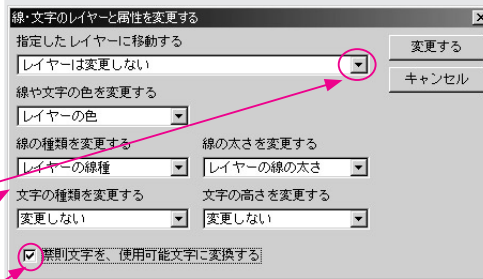 線・文字のレイヤーと属性を変更する
指定したレイヤーに移動する
レイヤーは変更しない
変更する
キャンセル
線や文字の色を変更する
レイヤーの色
線の種類を変更する 線の太さを変更する
レイヤーの線種 レイヤーの線の太さ
文字の種類を変更する 文字の高さを変更する
変更しない 変更しない
禁則文字を、使用可能文字に変換する